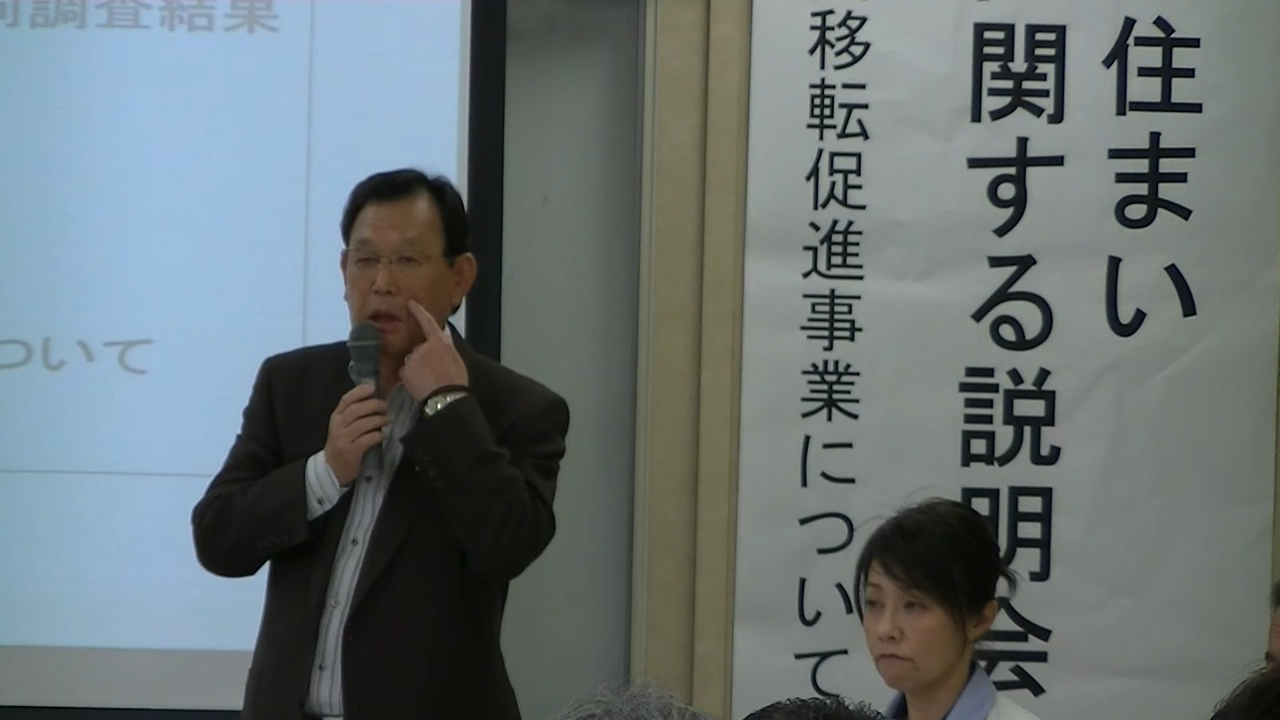 住まい
関する説明会
移転促進事業について
調査結果
ついて